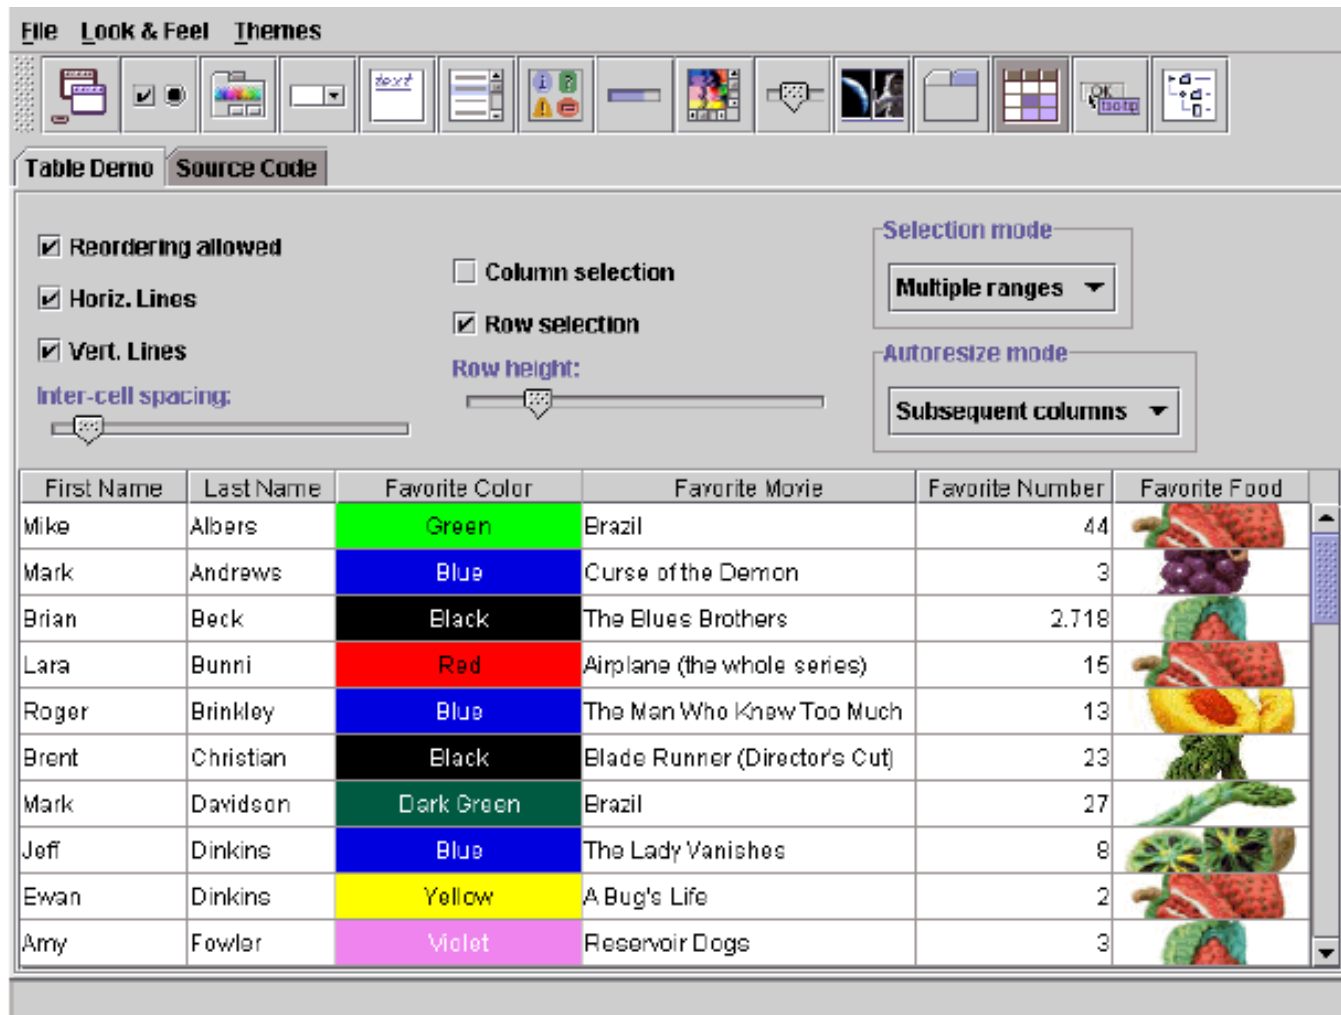 File Look & Feel Themes
text
OK
tooltip
Table Demo Source Code
Reordering allowed
Horiz. Lines
Vert. Lines
Inter-cell spacing:
Column selection
Row selection
Row height:
Selection mode
Multiple ranges
Autoresize mode
Subsequent columns
First Name Last Name Favorite Color Favorite Movie Favorite Number Favorite Food
Mike Albers Green Brazil 44
Mark Andrews Blue Curse of the Demon 3
Brian Beck Black The Blues Brothers 2.718
Lara Bunni Red Airplane (the whole series) 15
Roger Brinkley Blue The Man Who Knew Too Much 13
Brent Christian Black Blade Runner (Director's Cut) 23
Mark Davidson Dark Green Brazil 27
Jeff Dinkins Blue The Lady Vanishes 8
Ewan Dinkins Yellow A Bug's Life 2
Amy Fowler Violet Reservoir Dogs 3